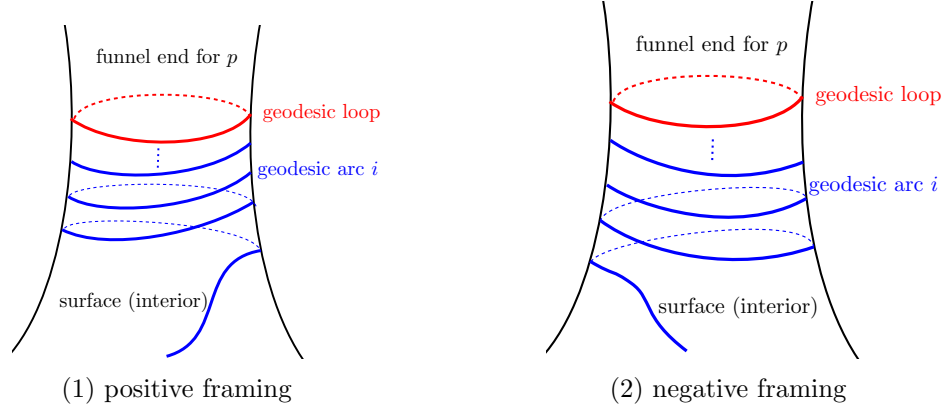 funnel end for p
geodesic loop
geodesic arc i
surface (interior)
(1) positive framing
funnel end for p
geodesic loop
geodesic arc i
surface (interior)
(2) negative framing